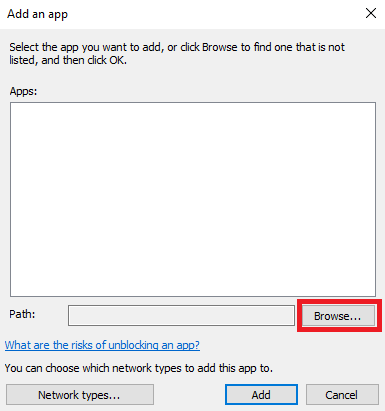 Add an app
Select the app you want to add, or click Browse to find one that is not
listed, and then click OK.
Apps:
Path:
Browse...
What are the risks of unblocking an app?
You can choose which network types to add this app to.
Network types...
Add
Cancel